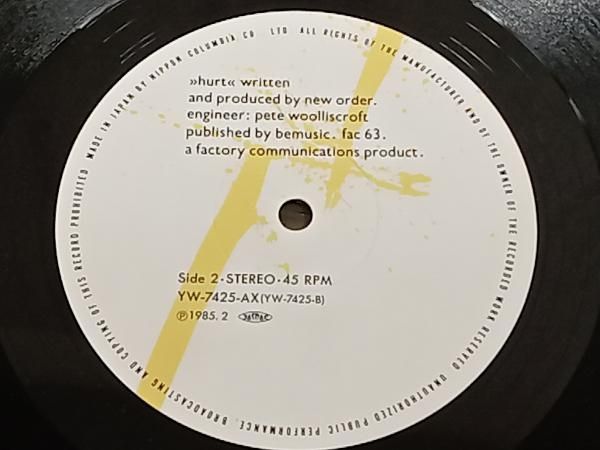 »hurt« written
and produced by new order.
engineer: pete woolliscroft
published by bemusic. fac 63.
a factory communications product.
Side 2·STEREO·45 RPM
YW-7425-AX(YW-7425-B)
Ⓟ1985. 2 JASRAC
MADE IN JAPAN BY NIPPON COLUMBIA CO. LTD. ALL RIGHTS OF THE MANUFACTURER AND OF THE OWNER OF THE RECORDED WORK RESERVED. UNAUTHORIZED PUBLIC PERFORMANCE. BROADCASTING AND COPYING OF THIS RECORD PROHIBITED.